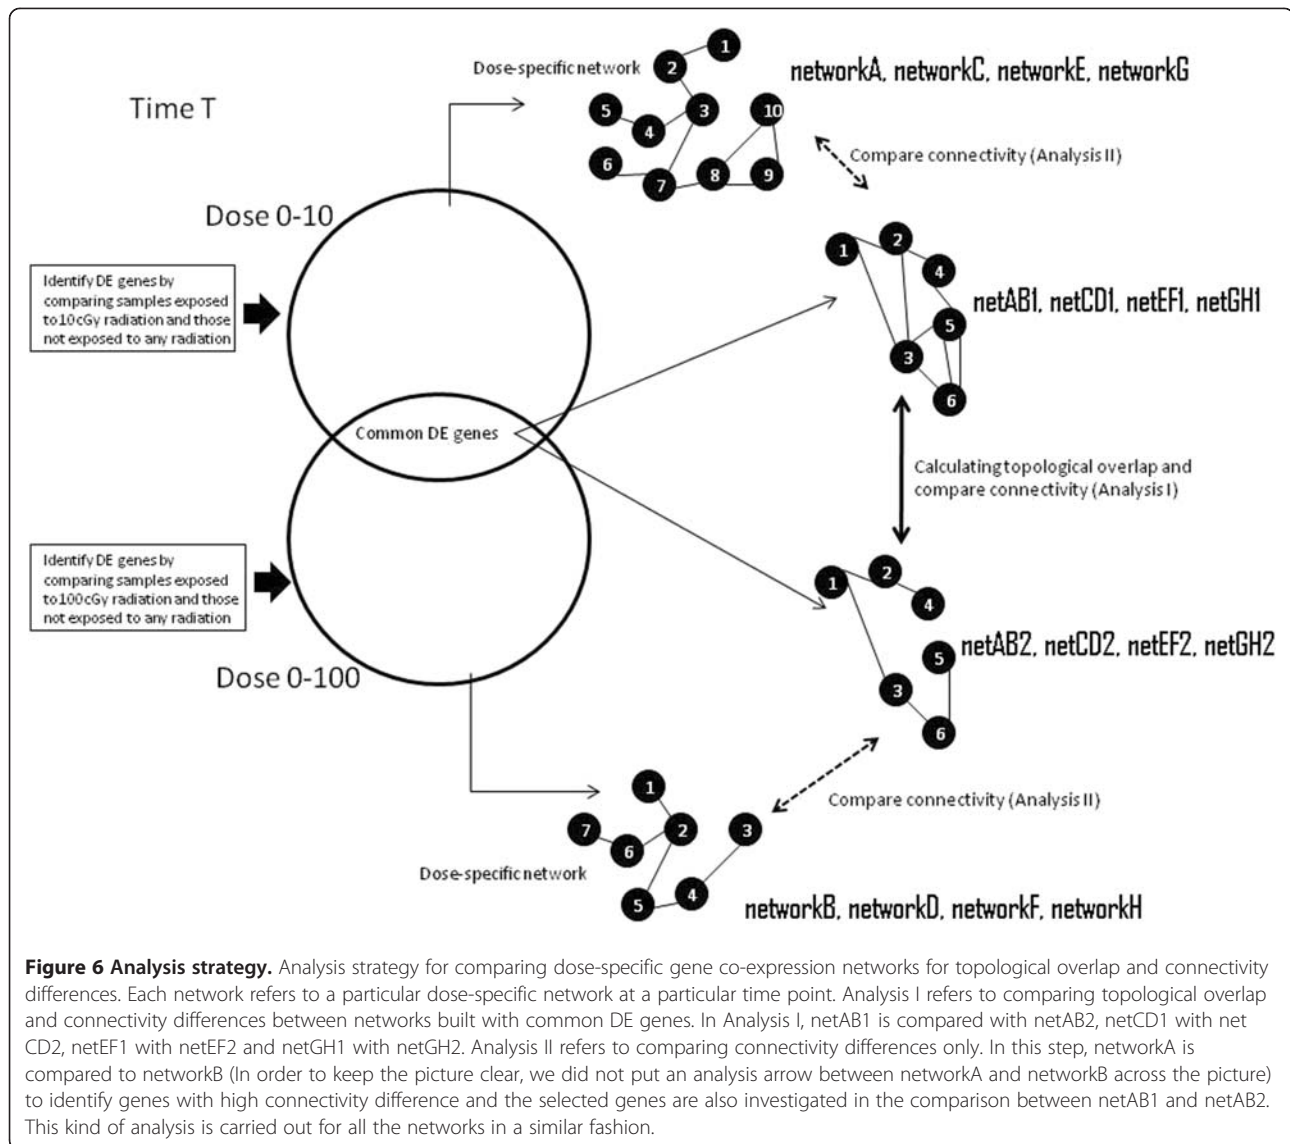 1
2
Dose-specific network
networkA, networkC, networkE, networkG
Time T
5
4
3
10
6
7
8
9
Compare connectivity (Analysis II)
Dose 0-10
1
2
4
Identify DE genes by
comparing samples exposed
to 10cGy radiation and those
not exposed to any radiation
netAB1, netCD1, netEF1, netGH1
5
3
6
Common DE genes
Calculating topological overlap and
compare connectivity (Analysis I)
Identify DE genes by
comparing samples exposed
to 100cGy radiation and those
not exposed to any radiation
1
2
4
netAB2, netCD2, netEF2, netGH2
5
3
6
Dose 0-100
Compare connectivity (Analysis II)
1
7
6
2
3
Dose-specific network
5
4
networkB, networkD, networkF, networkH
Figure 6 Analysis strategy. Analysis strategy for comparing dose-specific gene co-expression networks for topological overlap and connectivity
differences. Each network refers to a particular dose-specific network at a particular time point. Analysis I refers to comparing topological overlap
and connectivity differences between networks built with common DE genes. In Analysis I, netAB1 is compared with netAB2, netCD1 with net
CD2, netEF1 with netEF2 and netGH1 with netGH2. Analysis II refers to comparing connectivity differences only. In this step, networkA is
compared to networkB (In order to keep the picture clear, we did not put an analysis arrow between networkA and networkB across the picture)
to identify genes with high connectivity difference and the selected genes are also investigated in the comparison between netAB1 and netAB2.
This kind of analysis is carried out for all the networks in a similar fashion.